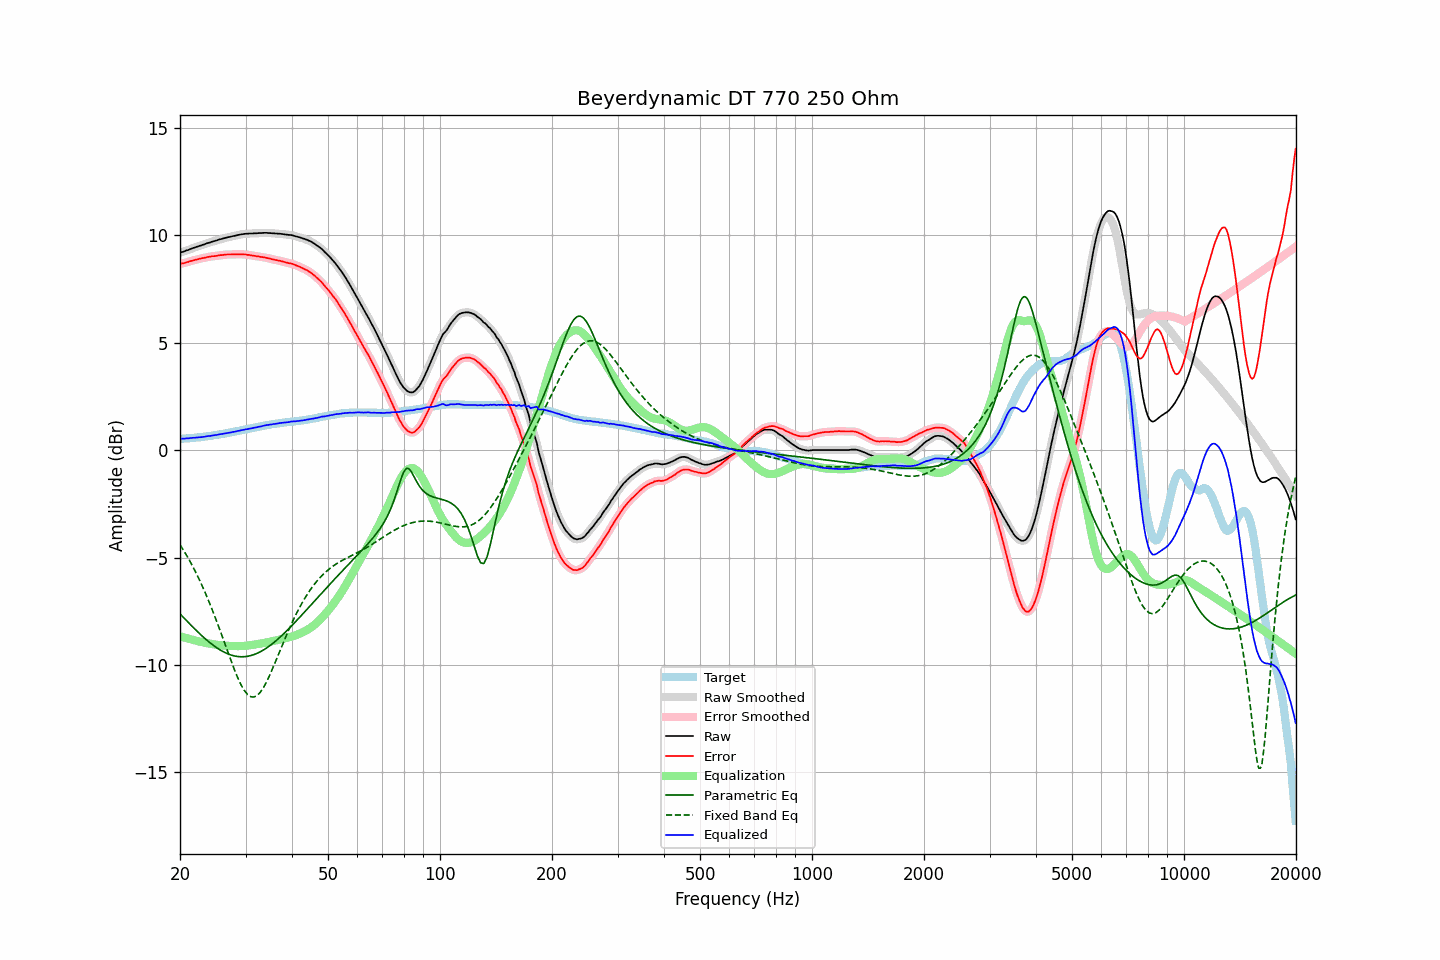 Beyerdynamic DT 770 250 Ohm
15
10
5
0
−5
−10
−15
Amplitude (dBr)
Target
Raw Smoothed
Error Smoothed
Raw
Error
Equalization
Parametric Eq
Fixed Band Eq
Equalized
20 50 100 200 500 1000 2000 5000 10000 20000
Frequency (Hz)